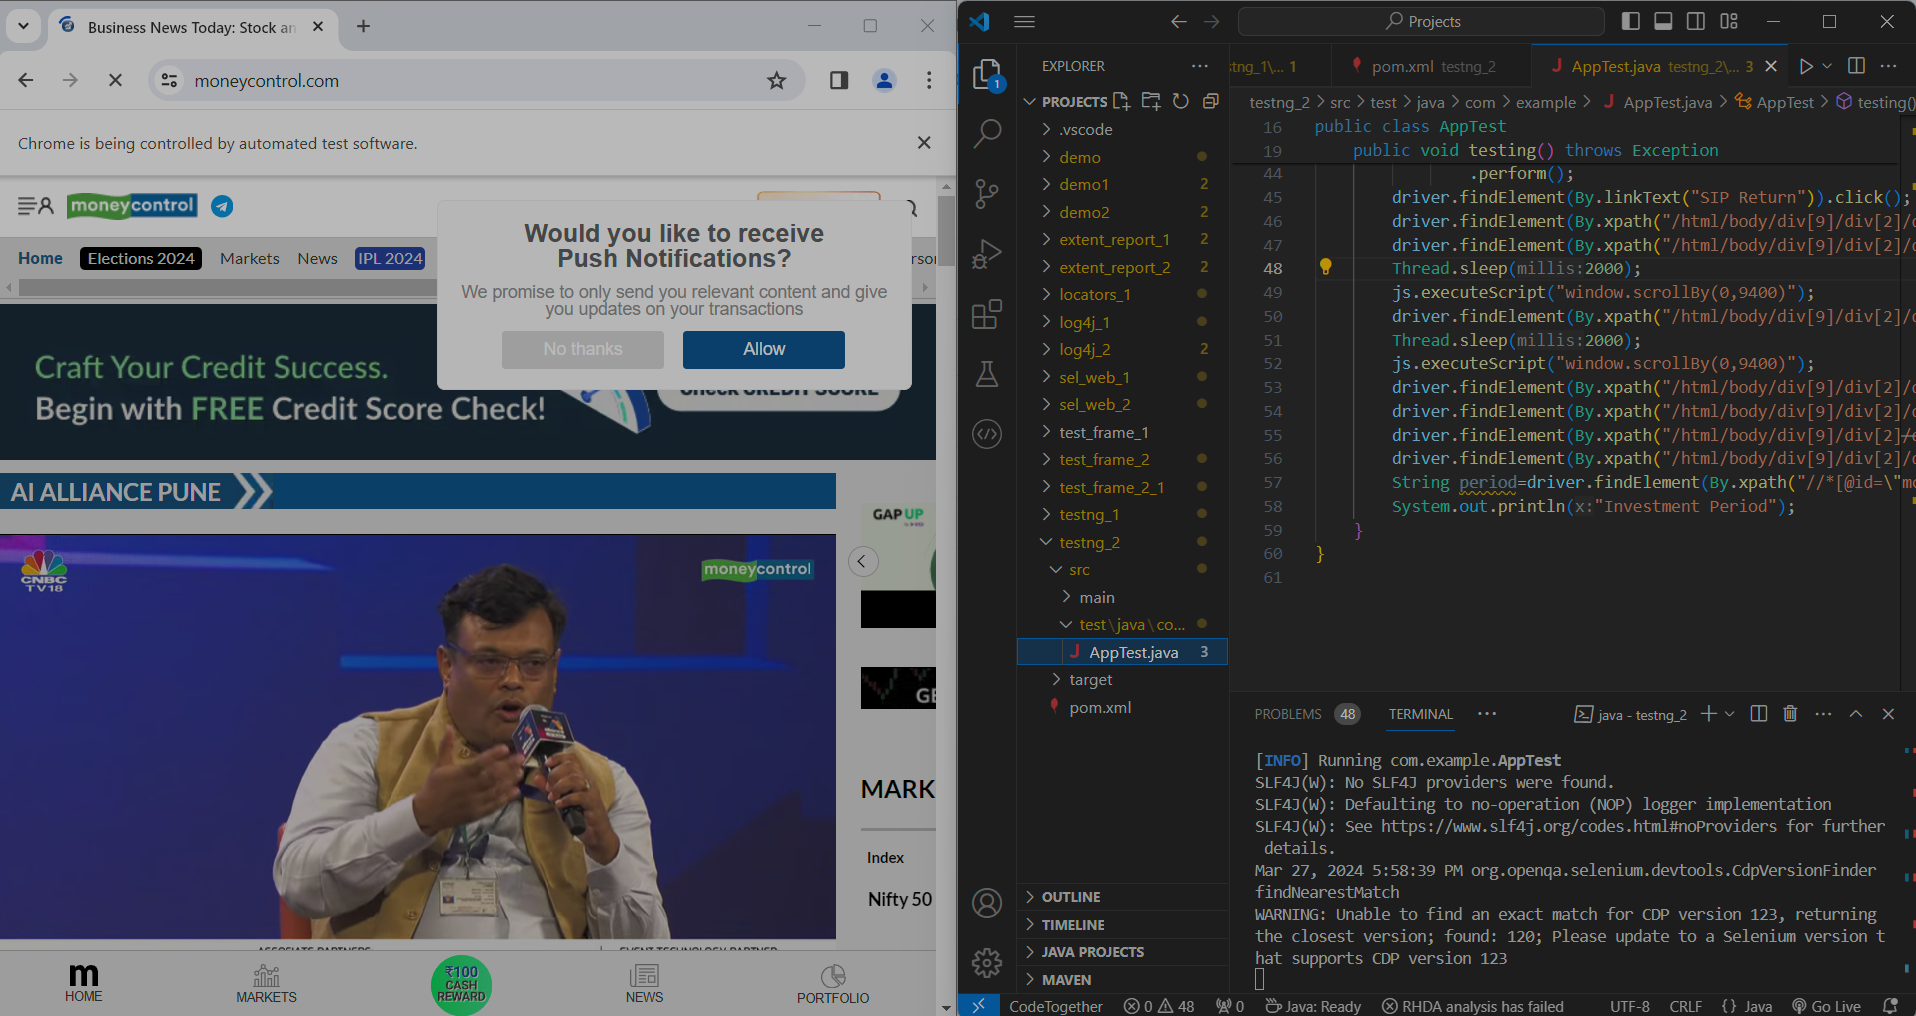 Business News Today: Stock an
moneycontrol.com
Chrome is being controlled by automated test software.
moneycontrol
Home
Elections 2024
Markets
News
IPL 2024
Would you like to receive
Push Notifications?
We promise to only send you relevant content and give
you updates on your transactions
No thanks
Allow
Craft Your Credit Success.
Begin with FREE Credit Score Check!
Check CREDIT SCORE
AI ALLIANCE PUNE
CNBC
TV18
moneycontrol
GAP UP
MARK
Index
Nifty 50
HOME
MARKETS
₹100
CASH
REWARD
NEWS
PORTFOLIO
Projects
EXPLORER
PROJECTS
.vscode
demo
demo1 2
demo2 2
extent_report_1 2
extent_report_2 2
locators_1
log4j_1
log4j_2 2
sel_web_1
sel_web_2
test_frame_1
test_frame_2
test_frame_2_1
testng_1
testng_2
src
main
test\java\co...
AppTest.java 3
target
pom.xml
OUTLINE
TIMELINE
JAVA PROJECTS
MAVEN
stng_1\... 1
pom.xml testng_2
AppTest.java testng_2\... 3
testng_2 > src > test > java > com > example > AppTest.java > AppTest > testing()
16 public class AppTest
19 public void testing() throws Exception
44 .perform();
45 driver.findElement(By.linkText("SIP Return")).click();
46 driver.findElement(By.xpath("/html/body/div[9]/div[2]/
47 driver.findElement(By.xpath("/html/body/div[9]/div[2]/
48 Thread.sleep(millis:2000);
49 js.executeScript("window.scrollBy(0,9400)");
50 driver.findElement(By.xpath("/html/body/div[9]/div[2]/
51 Thread.sleep(millis:2000);
52 js.executeScript("window.scrollBy(0,9400)");
53 driver.findElement(By.xpath("/html/body/div[9]/div[2]/
54 driver.findElement(By.xpath("/html/body/div[9]/div[2]/
55 driver.findElement(By.xpath("/html/body/div[9]/div[2]/
56 driver.findElement(By.xpath("/html/body/div[9]/div[2]/
57 String period=driver.findElement(By.xpath("//*[@id=\"mc
58 System.out.println(x:"Investment Period");
59 }
60 }
61
PROBLEMS 48
TERMINAL
java - testng_2
[INFO] Running com.example.AppTest
SLF4J(W): No SLF4J providers were found.
SLF4J(W): Defaulting to no-operation (NOP) logger implementation
SLF4J(W): See https://www.slf4j.org/codes.html#noProviders for further
details.
Mar 27, 2024 5:58:39 PM org.openqa.selenium.devtools.CdpVersionFinder
findNearestMatch
WARNING: Unable to find an exact match for CDP version 123, returning
the closest version; found: 120; Please update to a Selenium version t
hat supports CDP version 123
CodeTogether
0 48
0
Java: Ready
RHDA analysis has failed
UTF-8
CRLF
{ } Java
Go Live